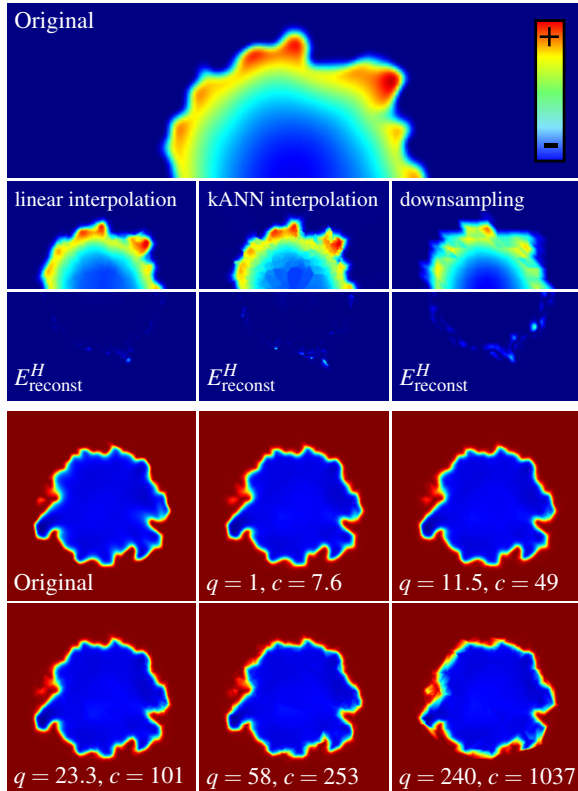 Original
+
-
linear interpolation
kANN interpolation
downsampling
E^H_reconst
E^H_reconst
E^H_reconst
Original
q = 1, c = 7.6
q = 11.5, c = 49
q = 23.3, c = 101
q = 58, c = 253
q = 240, c = 1037